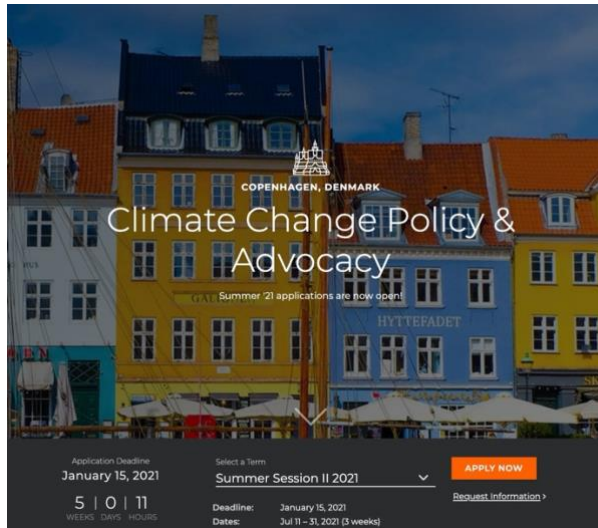 COPENHAGEN, DENMARK
Climate Change Policy &
Advocacy
Summer '21 applications are now open!
HYTTEFADET
Application Deadline
January 15, 2021
5 | 0 | 11
WEEKS DAYS HOURS
Select a Term
Summer Session II 2021
Deadline: January 15, 2021
Dates: Jul 11 – 31, 2021 (3 weeks)
APPLY NOW
Request Information >